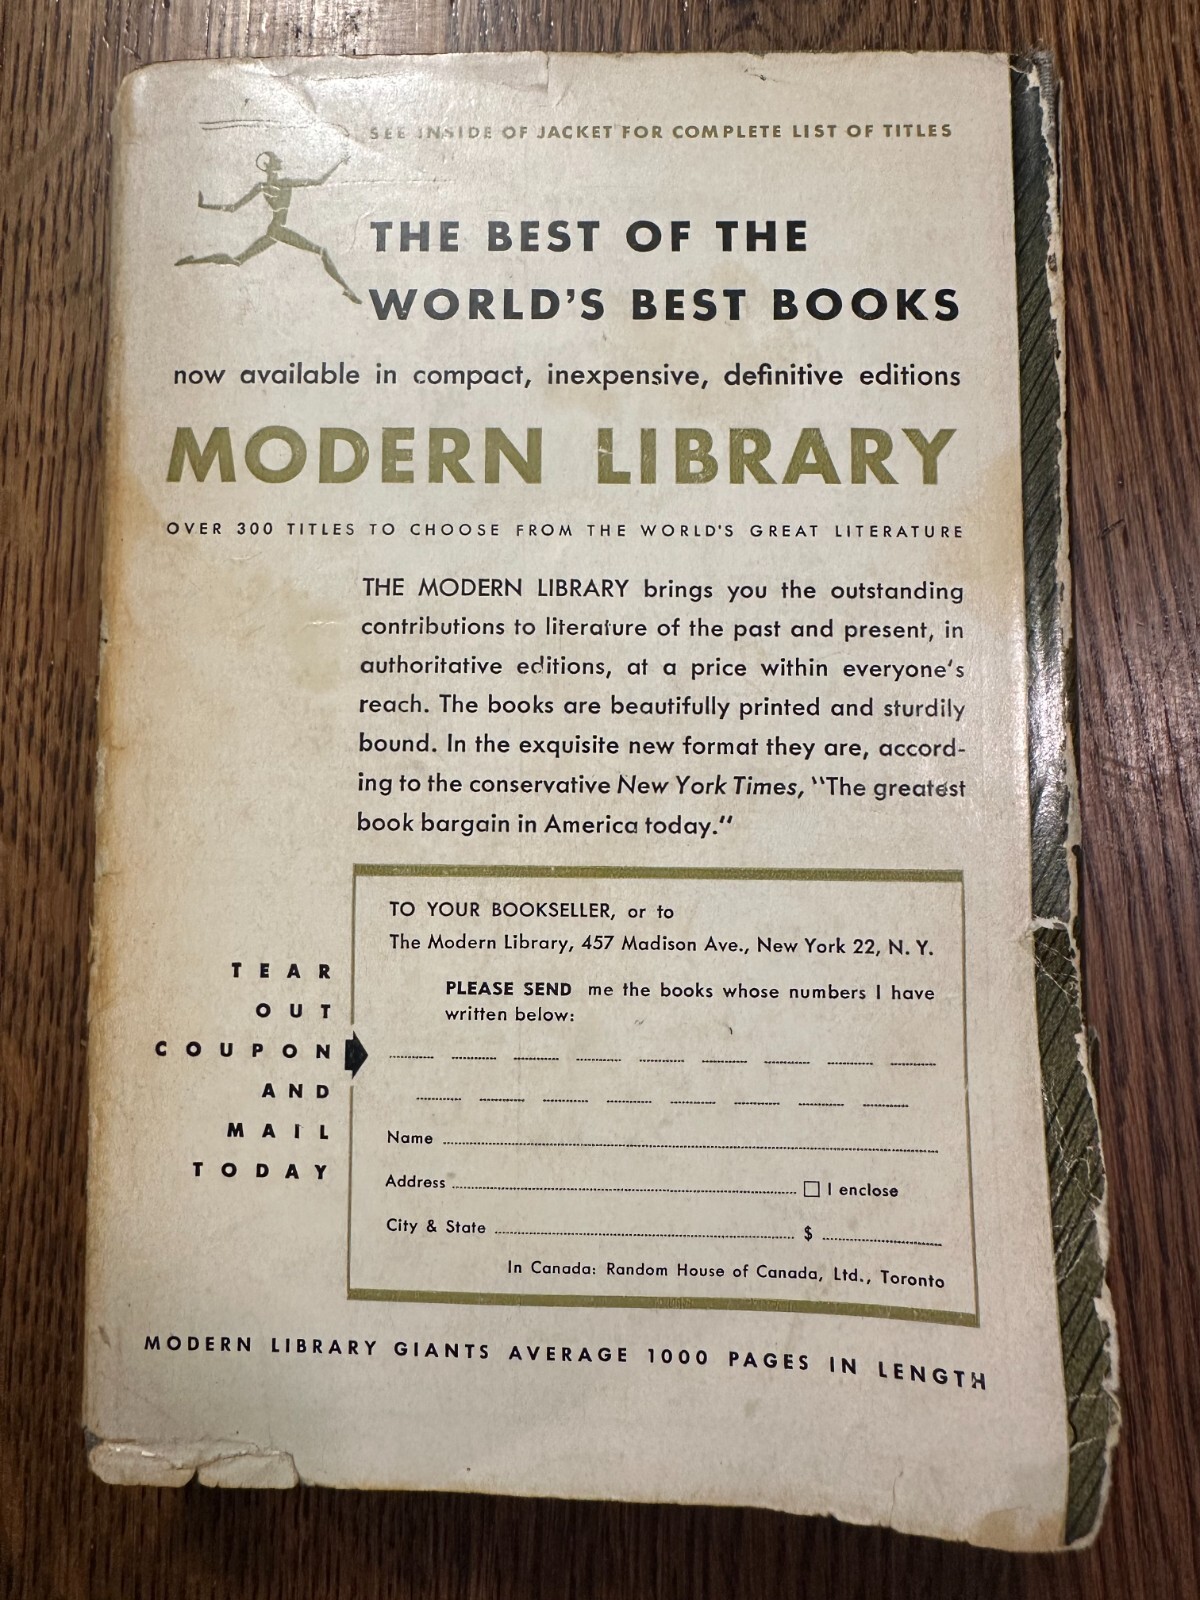 SEE INSIDE OF JACKET FOR COMPLETE LIST OF TITLES
THE BEST OF THE
WORLD'S BEST BOOKS
now available in compact, inexpensive, definitive editions
MODERN LIBRARY
OVER 300 TITLES TO CHOOSE FROM THE WORLD'S GREAT LITERATURE
THE MODERN LIBRARY brings you the outstanding
contributions to literature of the past and present, in
authoritative editions, at a price within everyone's
reach. The books are beautifully printed and sturdily
bound. In the exquisite new format they are, accord-
ing to the conservative New York Times, "The greatest
book bargain in America today."
TEAR
OUT
COUPON
AND
MAIL
TODAY
TO YOUR BOOKSELLER, or to
The Modern Library, 457 Madison Ave., New York 22, N. Y.
PLEASE SEND me the books whose numbers I have
written below:
Name
Address □ I enclose
City & State $
In Canada: Random House of Canada, Ltd., Toronto
MODERN LIBRARY GIANTS AVERAGE 1000 PAGES IN LENGTH